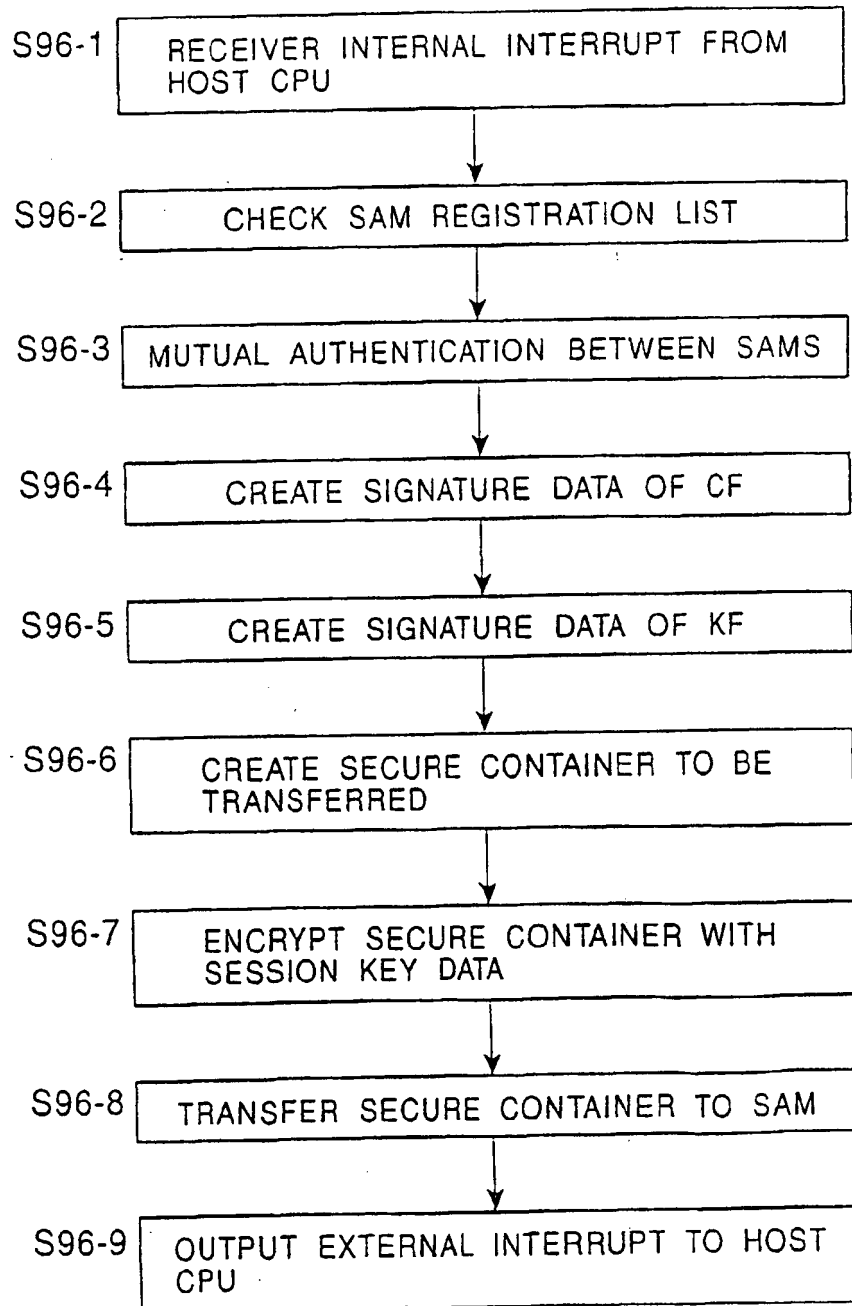 S96-1
RECEIVER INTERNAL INTERRUPT FROM
HOST CPU
S96-2
CHECK SAM REGISTRATION LIST
S96-3
MUTUAL AUTHENTICATION BETWEEN SAMS
S96-4
CREATE SIGNATURE DATA OF CF
S96-5
CREATE SIGNATURE DATA OF KF
S96-6
CREATE SECURE CONTAINER TO BE
TRANSFERRED
S96-7
ENCRYPT SECURE CONTAINER WITH
SESSION KEY DATA
S96-8
TRANSFER SECURE CONTAINER TO SAM
S96-9
OUTPUT EXTERNAL INTERRUPT TO HOST
CPU